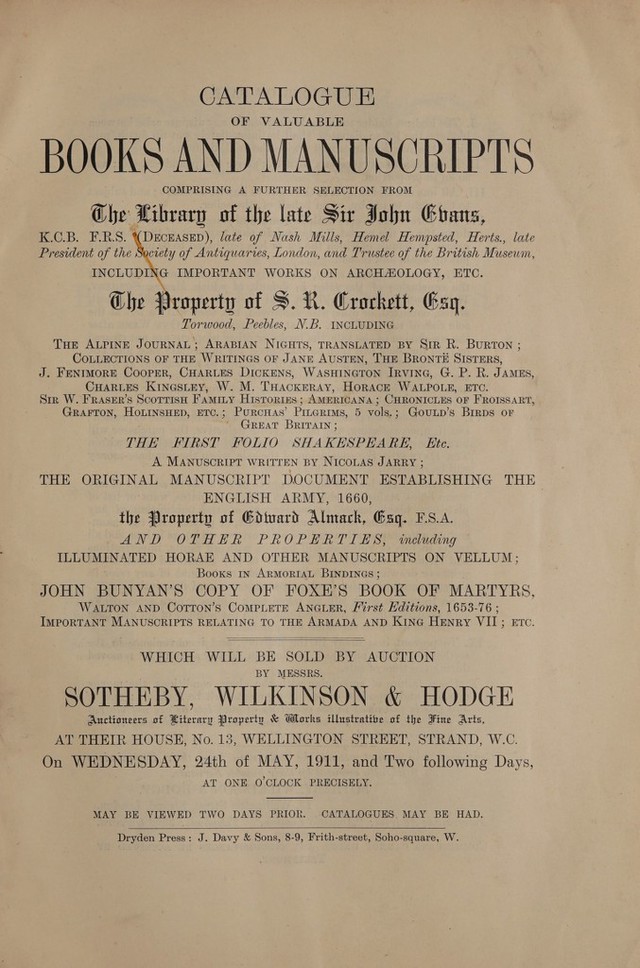 CATALOGUE
OF VALUABLE
BOOKS AND MANUSCRIPTS
COMPRISING A FURTHER SELECTION FROM
The Library of the late Sir John Evans,
K.C.B. F.R.S. (DECEASED), late of Nash Mills, Hemel Hempsted, Herts., late
President of the Society of Antiquaries, London, and Trustee of the British Museum,
INCLUDING IMPORTANT WORKS ON ARCHÆOLOGY, ETC.
The Property of S. R. Crockett, Esq.
Torwood, Peebles, N.B. INCLUDING
THE ALPINE JOURNAL; ARABIAN NIGHTS, TRANSLATED BY SIR R. BURTON;
COLLECTIONS OF THE WRITINGS OF JANE AUSTEN, THE BRONTË SISTERS,
J. FENIMORE COOPER, CHARLES DICKENS, WASHINGTON IRVING, G. P. R. JAMES,
CHARLES KINGSLEY, W. M. THACKERAY, HORACE WALPOLE, ETC.
SIR W. FRASER'S SCOTTISH FAMILY HISTORIES; AMERICANA; CHRONICLES OF FROISSART,
GRAFTON, HOLINSHED, ETC.; PURCHAS' PILGRIMS, 5 vols.; GOULD'S BIRDS OF
GREAT BRITAIN;
THE FIRST FOLIO SHAKESPEARE, Etc.
A MANUSCRIPT WRITTEN BY NICOLAS JARRY;
THE ORIGINAL MANUSCRIPT DOCUMENT ESTABLISHING THE
ENGLISH ARMY, 1660,
the Property of Edward Almack, Esq. F.S.A.
AND OTHER PROPERTIES, including
ILLUMINATED HORAE AND OTHER MANUSCRIPTS ON VELLUM;
BOOKS IN ARMORIAL BINDINGS;
JOHN BUNYAN'S COPY OF FOXE'S BOOK OF MARTYRS,
WALTON AND COTTON'S COMPLETE ANGLER, First Editions, 1653-76;
IMPORTANT MANUSCRIPTS RELATING TO THE ARMADA AND KING HENRY VII; ETC.
WHICH WILL BE SOLD BY AUCTION
BY MESSRS.
SOTHEBY, WILKINSON & HODGE
Auctioneers of Literary Property & Works illustrative of the Fine Arts,
AT THEIR HOUSE, No. 13, WELLINGTON STREET, STRAND, W.C.
On WEDNESDAY, 24th of MAY, 1911, and Two following Days,
AT ONE O'CLOCK PRECISELY.
MAY BE VIEWED TWO DAYS PRIOR. CATALOGUES MAY BE HAD.
Dryden Press: J. Davy & Sons, 8-9, Frith-street, Soho-square, W.